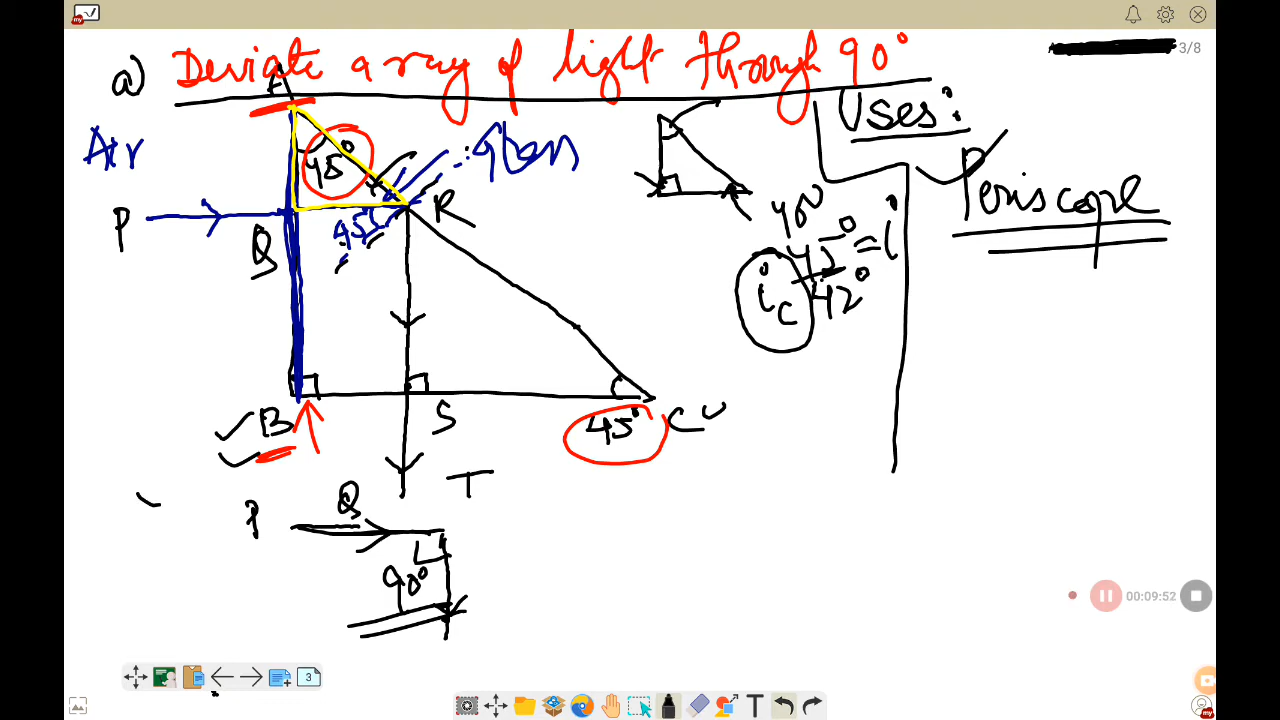 a) Deviate a ray of light through 90°
3/8
A
Uses:
Air
45°
Periscope
P
R
Q
45°
90°
45° = i
ic 42°
B
S
45°
C
T
P
Q
90°
00:09:52
3